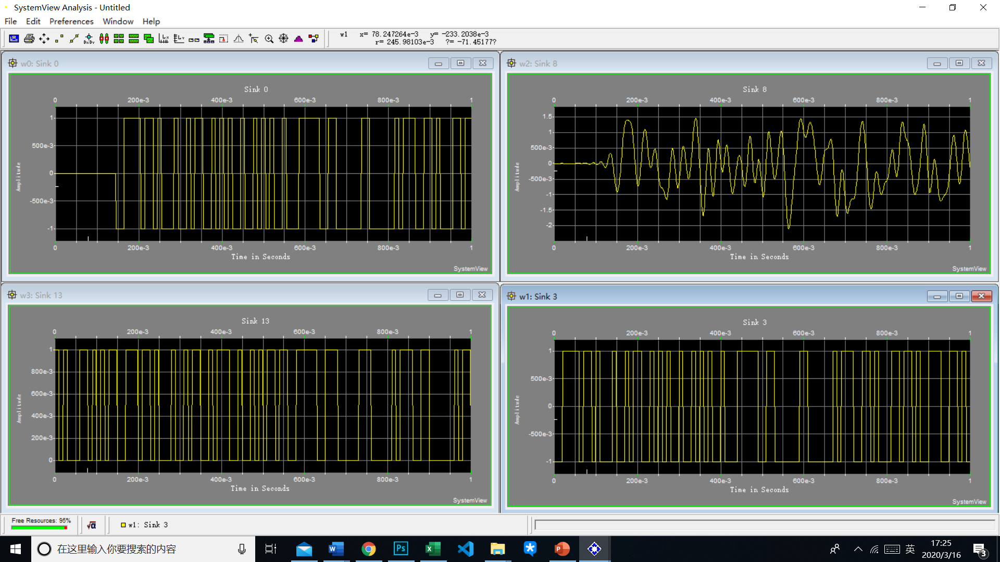 SystemView Analysis - Untitled
File Edit Preferences Window Help
w1 x= 78.247264e-3 y= -233.2038e-3
r= 245.98103e-3 ?= -71.45177?
w0: Sink 0
Sink 0
0 200e-3 400e-3 600e-3 800e-3 1
1
500e-3
0
-500e-3
-1
Amplitude
0 200e-3 400e-3 600e-3 800e-3 1
Time in Seconds
SystemView
w2: Sink 8
Sink 8
0 200e-3 400e-3 600e-3 800e-3 1
1.5
1
500e-3
0
-500e-3
-1
-1.5
-2
Amplitude
0 200e-3 400e-3 600e-3 800e-3 1
Time in Seconds
SystemView
w3: Sink 13
Sink 13
0 200e-3 400e-3 600e-3 800e-3 1
1
800e-3
600e-3
400e-3
200e-3
0
Amplitude
0 200e-3 400e-3 600e-3 800e-3 1
Time in Seconds
SystemView
w1: Sink 3
Sink 3
0 200e-3 400e-3 600e-3 800e-3 1
1
500e-3
0
-500e-3
-1
Amplitude
0 200e-3 400e-3 600e-3 800e-3 1
Time in Seconds
SystemView
Free Resources: 95%
√α
w1: Sink 3
在这里输入你要搜索的内容
英
17:25
2020/3/16
3